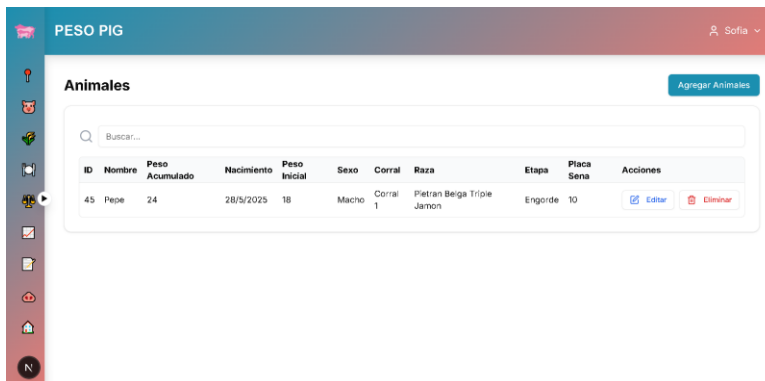 PESO PIG
Sofia
Animales
Agregar Animales
Buscar...
ID Nombre Peso Acumulado Nacimiento Peso Inicial Sexo Corral Raza Etapa Placa Sena Acciones
45 Pepe 24 28/5/2025 18 Macho Corral 1 Pietran Belga Triple Jamon Engorde 10 Editar Eliminar
N